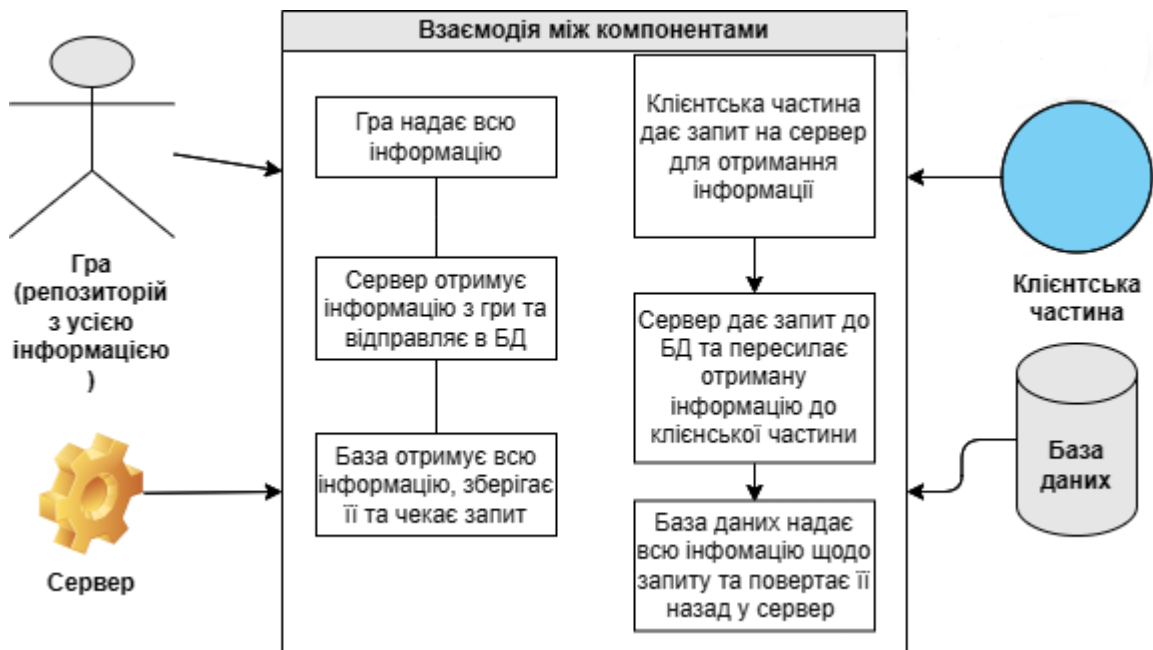 Взаємодія між компонентами
Гра
(репозиторій
з усією
інформацією
)
Сервер
Гра надає всю
інформацію
Сервер отримує
інформацію з гри та
відправляє в БД
База отримує всю
інформацію, зберігає
її та чекає запит
Клієнтська частина
дає запит на сервер
для отримання
інформації
Сервер дає запит до
БД та пересилає
отриману
інформацію до
клієнської частини
База даних надає
всю інфомацію щодо
запиту та повертає її
назад у сервер
Клієнтська
частина
База
даних